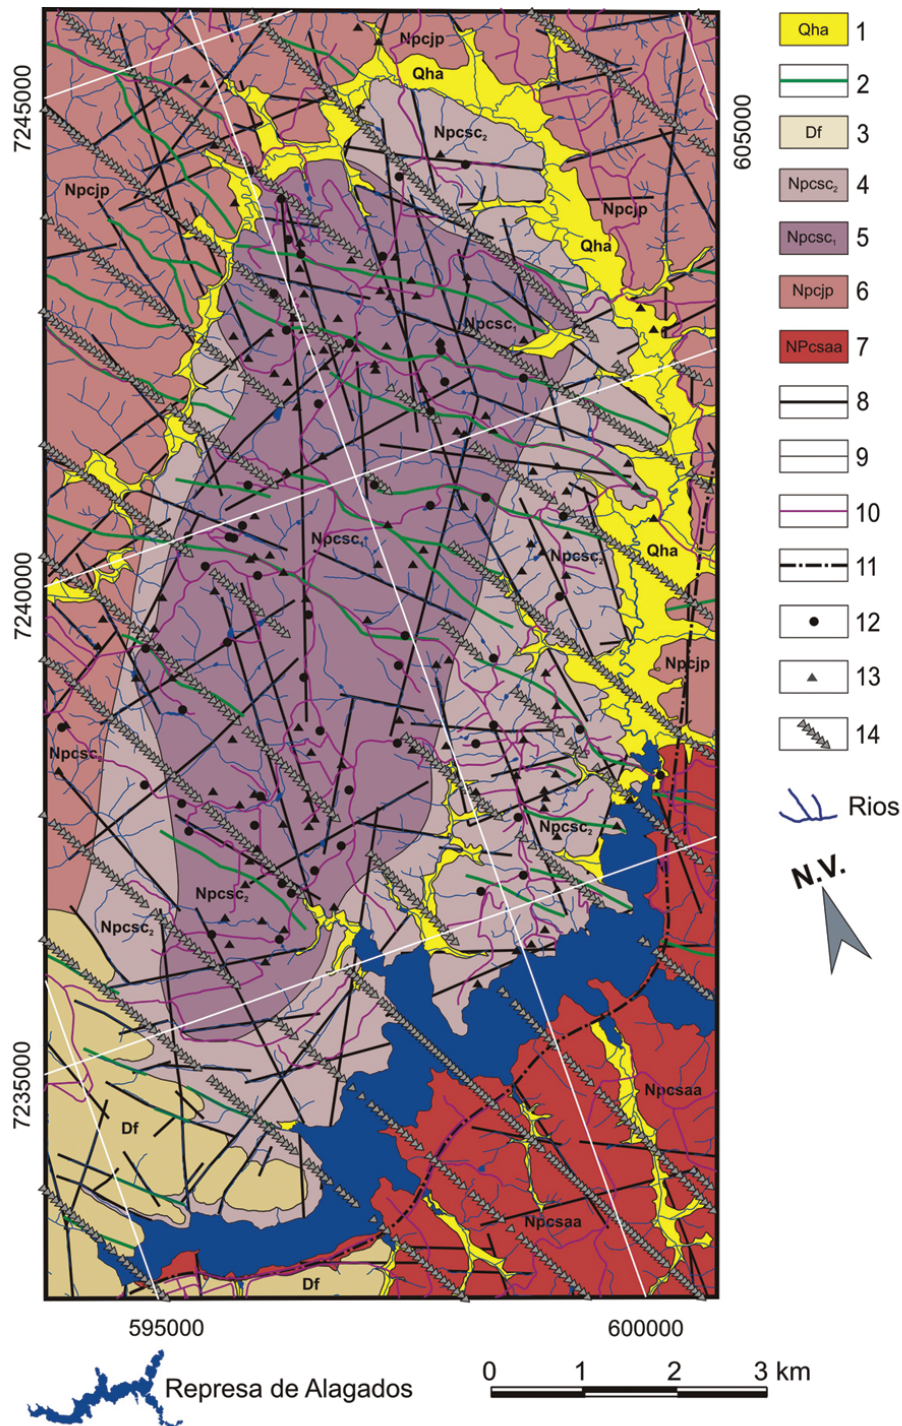 7245000
7240000
7235000
605000
595000
600000
Npcjp
Qha
Npcsc₂
Npcjp
Npcjp
Qha
Npcsc₁
Npcsc₁
Npcsc₂
Qha
Npcjp
Npcsc₂
Npcsc₂
Npcsc₂
Npcsc₂
Npcsaa
Df
Npcsaa
Df
Qha 1
2
Df 3
Npcsc₂ 4
Npcsc₁ 5
Npcjp 6
NPcsaa 7
8
9
10
11
12
13
14
Rios
N.V.
Represa de Alagados
0 1 2 3 km